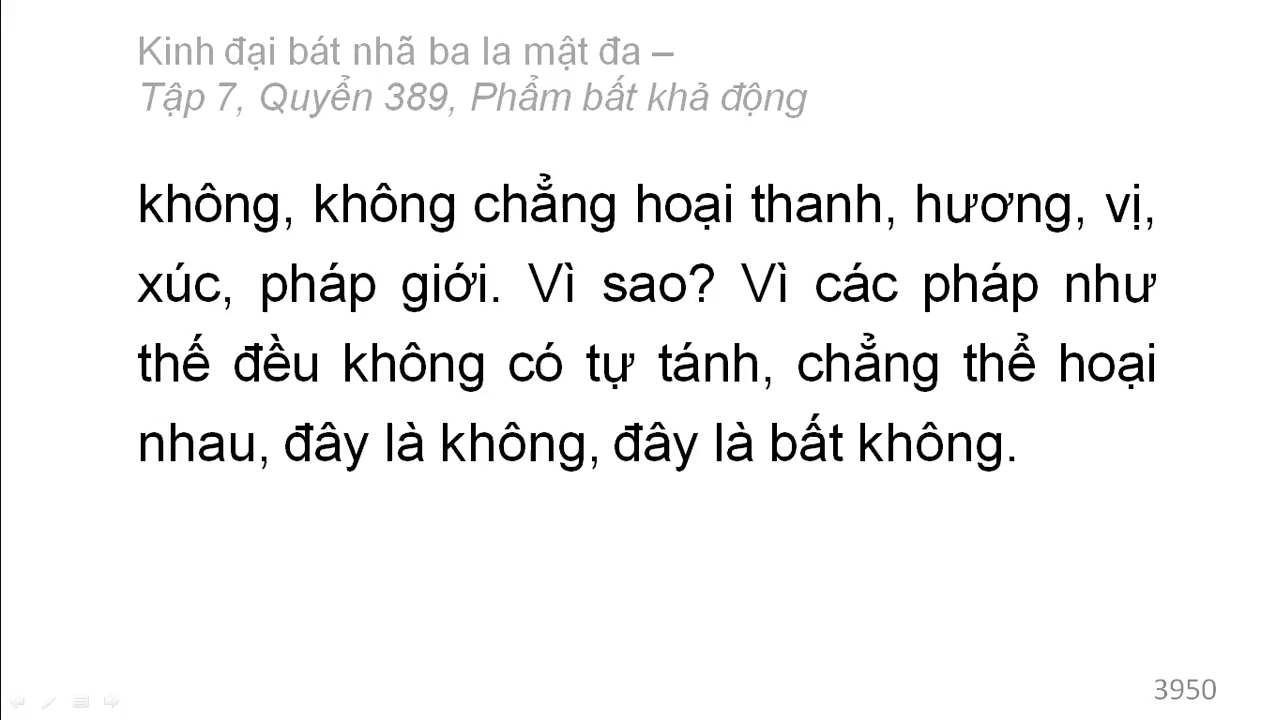 Kinh đại bát nhã ba la mật đa –
Tập 7, Quyển 389, Phẩm bất khả động
không, không chẳng hoại thanh, hương, vị,
xúc, pháp giới. Vì sao? Vì các pháp như
thế đều không có tự tánh, chẳng thể hoại
nhau, đây là không, đây là bất không.
3950